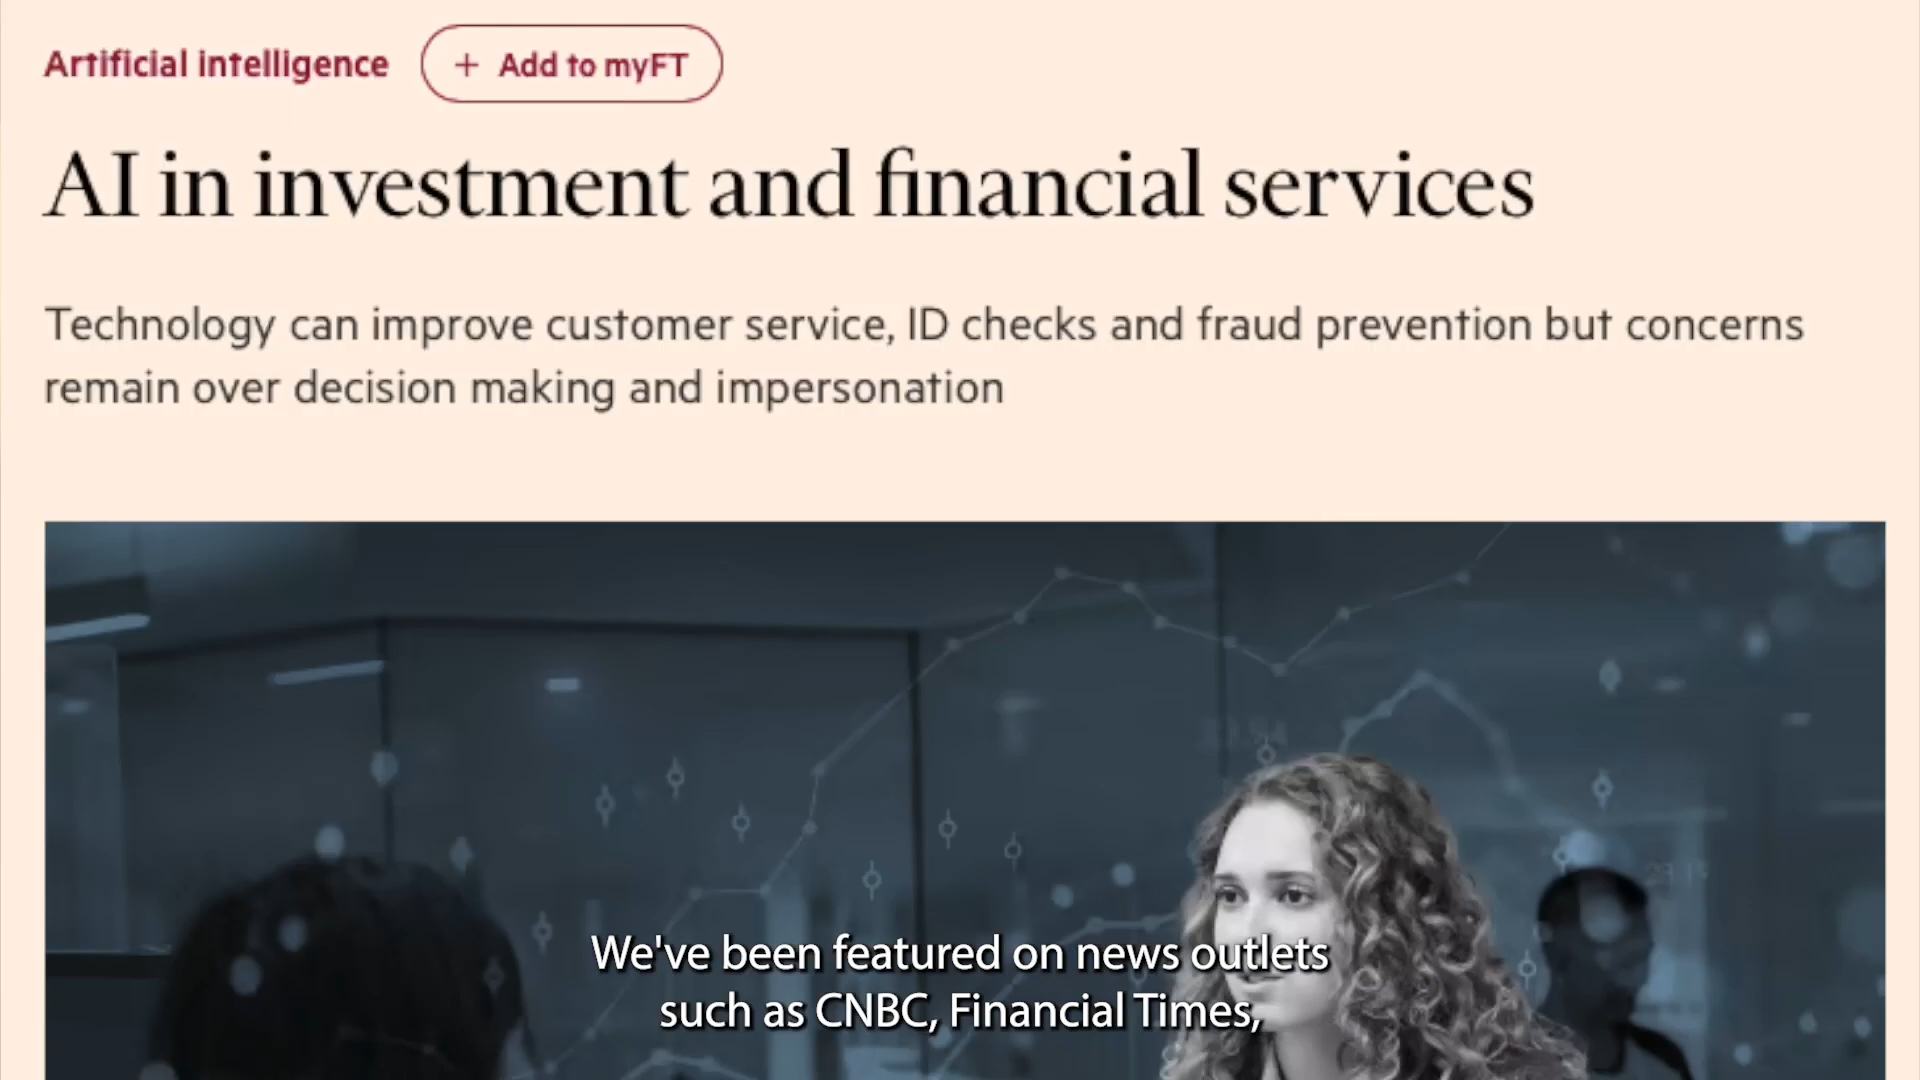 Artificial intelligence
+ Add to myFT
AI in investment and financial services
Technology can improve customer service, ID checks and fraud prevention but concerns
remain over decision making and impersonation
We've been featured on news outlets
such as CNBC, Financial Times,